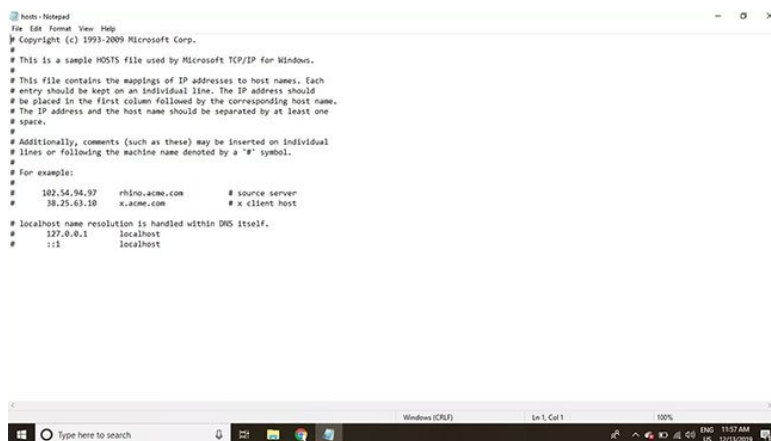 hosts - Notepad
File Edit Format View Help
# Copyright (c) 1993-2009 Microsoft Corp.
#
# This is a sample HOSTS file used by Microsoft TCP/IP for Windows.
#
# This file contains the mappings of IP addresses to host names. Each
# entry should be kept on an individual line. The IP address should
# be placed in the first column followed by the corresponding host name.
# The IP address and the host name should be separated by at least one
# space.
#
# Additionally, comments (such as these) may be inserted on individual
# lines or following the machine name denoted by a '#' symbol.
#
# For example:
#
#      102.54.94.97     rhino.acme.com          # source server
#       38.25.63.10     x.acme.com              # x client host

# localhost name resolution is handled within DNS itself.
#       127.0.0.1       localhost
#       ::1             localhost
Windows (CRLF) Ln 1, Col 1 100%
Type here to search
ENG 11:57 AM
US 12/13/2019